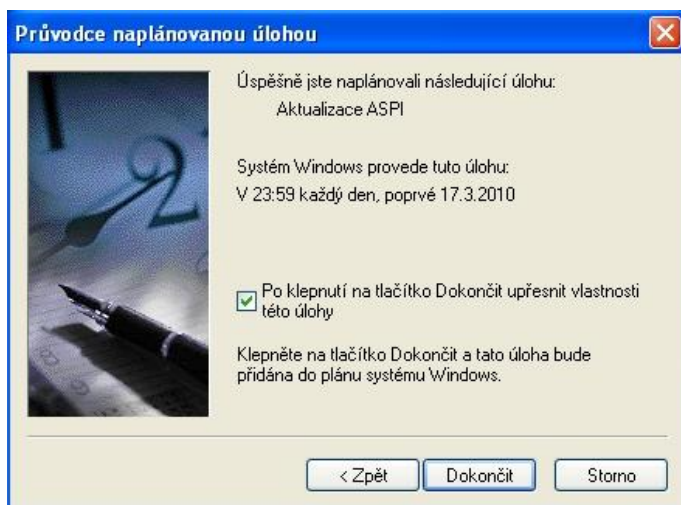 Průvodce naplánovanou úlohou
Úspěšně jste naplánovali následující úlohu:
Aktualizace ASPI
Systém Windows provede tuto úlohu:
V 23:59 každý den, poprvé 17.3.2010
Po klepnutí na tlačítko Dokončit upřesnit vlastnosti
této úlohy
Klepněte na tlačítko Dokončit a tato úloha bude
přidána do plánu systému Windows.
< Zpět
Dokončit
Storno